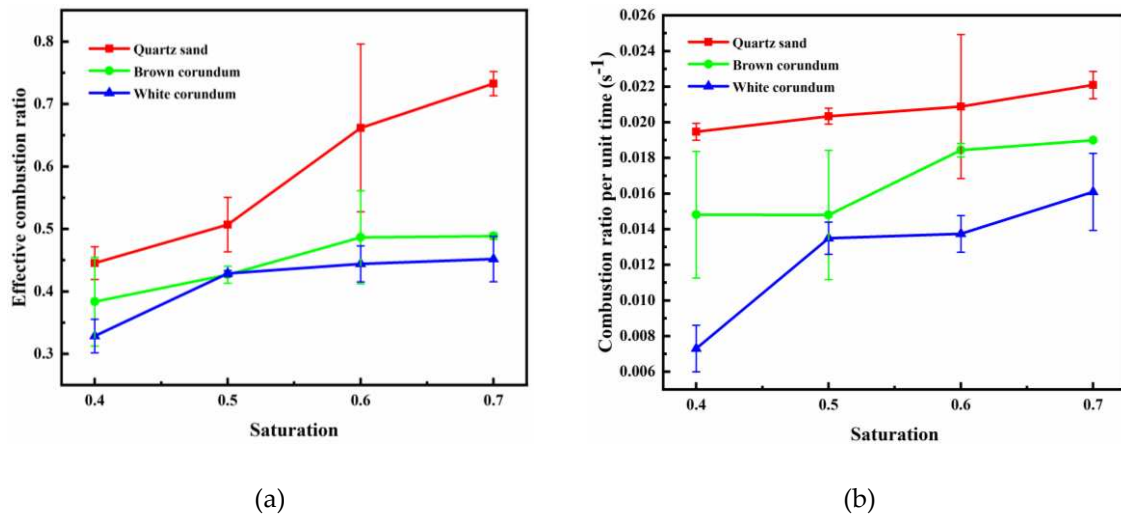 0.8
0.7
0.6
0.5
0.4
0.3
Effective combustion ratio
Quartz sand
Brown corundum
White corundum
0.4 0.5 0.6 0.7
Saturation
(a)
0.026
0.024
0.022
0.020
0.018
0.016
0.014
0.012
0.010
0.008
0.006
Combustion ratio per unit time (s⁻¹)
Quartz sand
Brown corundum
White corundum
0.4 0.5 0.6 0.7
Saturation
(b)